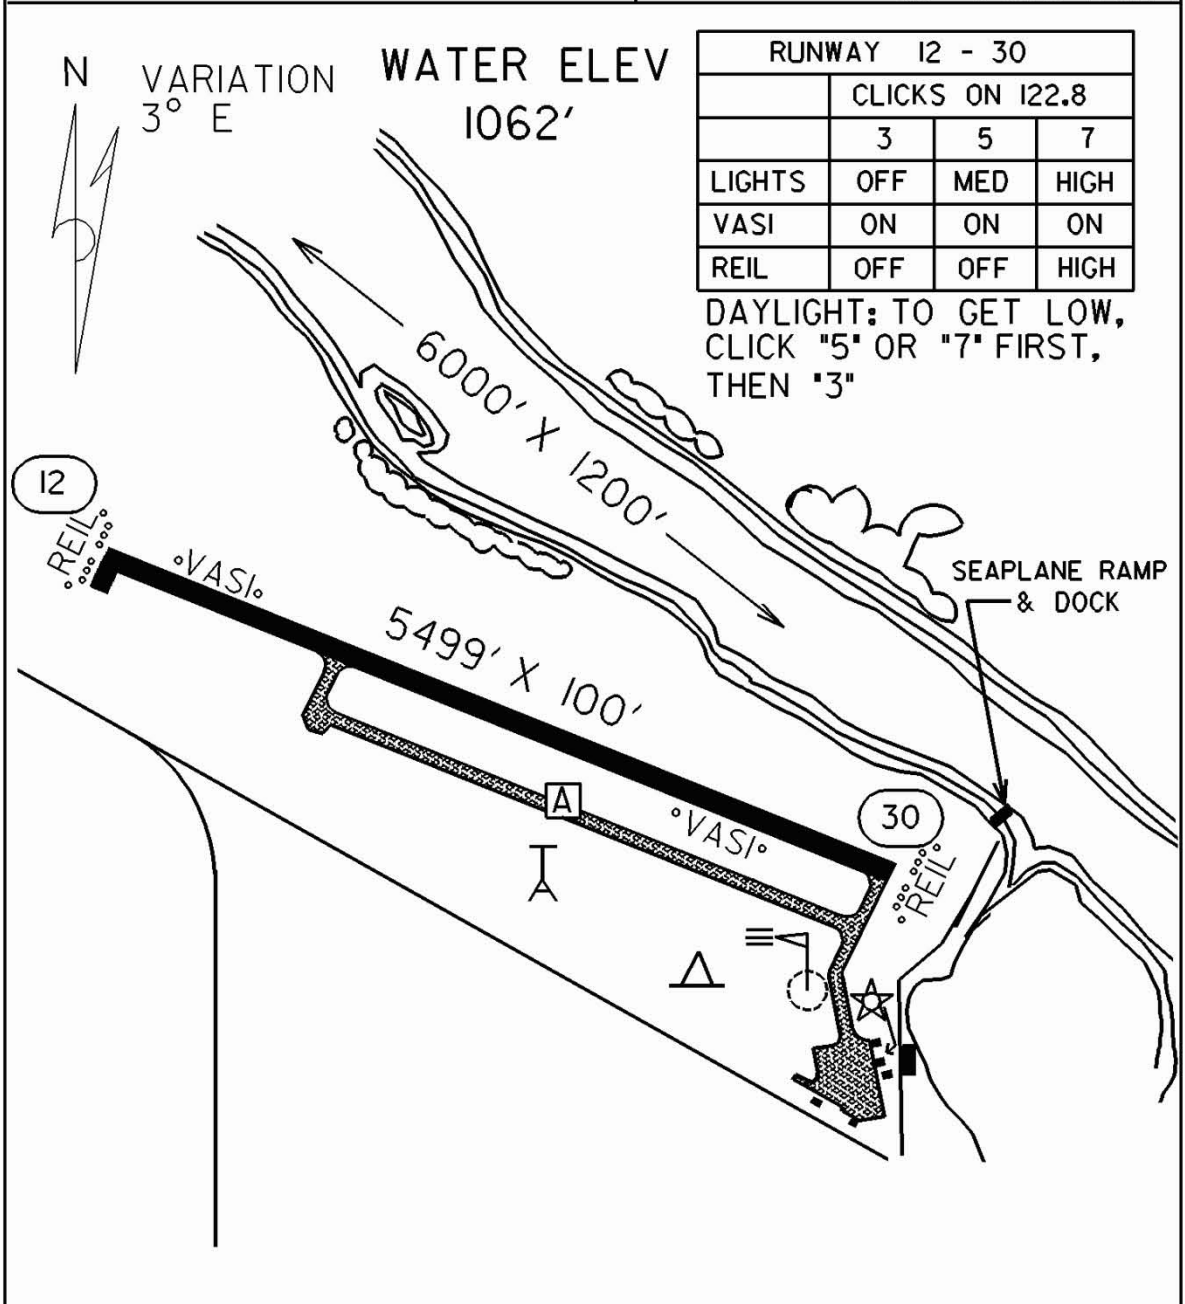 N
VARIATION
3° E
WATER ELEV
1062'
RUNWAY 12 - 30
CLICKS ON 122.8
3 5 7
LIGHTS OFF MED HIGH
VASI ON ON ON
REIL OFF OFF HIGH
DAYLIGHT: TO GET LOW,
CLICK "5" OR "7" FIRST,
THEN "3"
6000' X 1200'
12
REIL
VASI
SEAPLANE RAMP
& DOCK
5499' X 100'
A
VASI
30
REIL